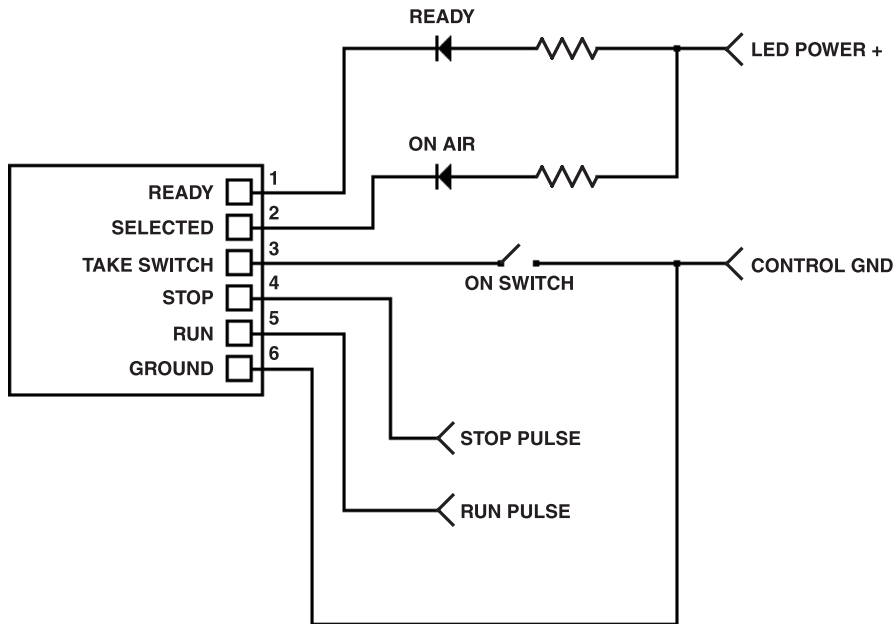 READY
LED POWER +
ON AIR
READY 1
SELECTED 2
TAKE SWITCH 3
ON SWITCH
CONTROL GND
STOP 4
RUN 5
GROUND 6
STOP PULSE
RUN PULSE